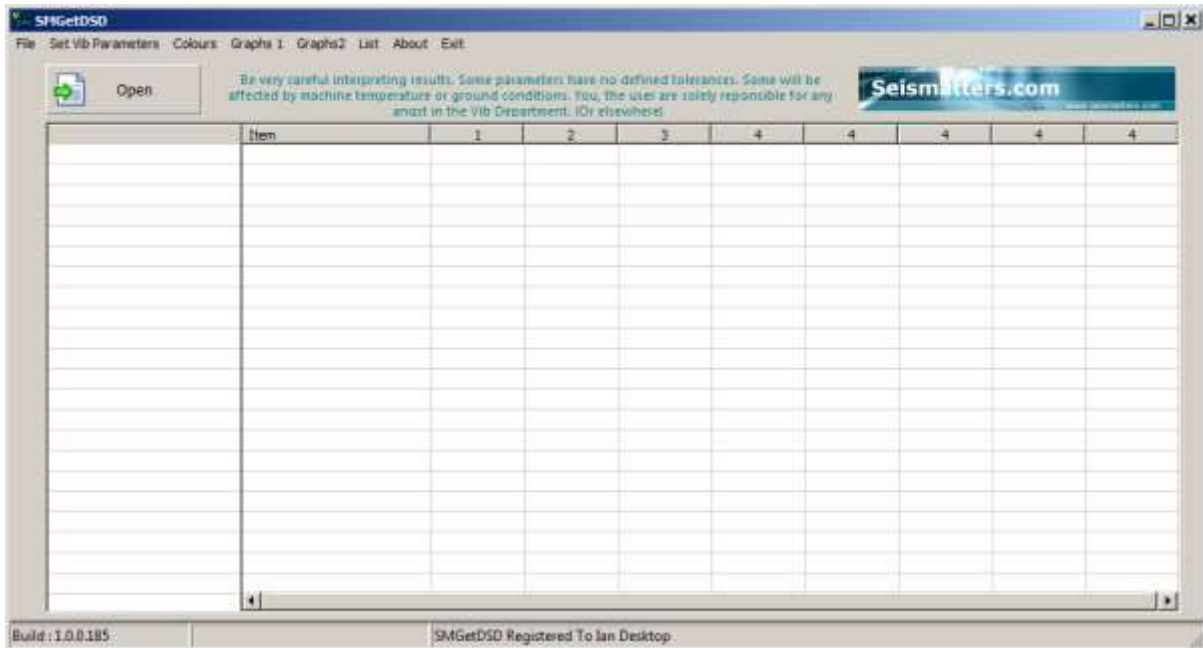 SMGetDSD
File Set Vib Parameters Colours Graphs 1 Graphs2 List About Exit
Open
Be very careful interpreting results. Some parameters have no defined tolerances. Some will be
affected by machine temperature or ground conditions. You, the user are solely reponsible for any
angst in the Vib Department. (Or elsewhere)
Seismatters.com
www.seismatters.com
Item 1 2 3 4 4 4 4 4
Build : 1.0.0.185 SMGetDSD Registered To Ian Desktop